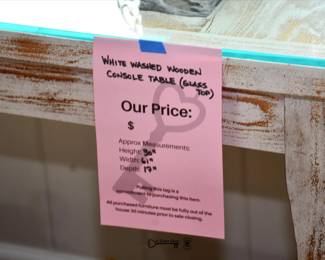 WHITE WASHED WOODEN
CONSOLE TABLE (GLASS
TOP)
Our Price:
$
Approx Measurements:
Height: 36"
Width: 61"
Depth: 17"
Pulling this tag is a
commitment to purchasing this item.
All purchased furniture must be fully out of the
house 30 minutes prior to sale closing.